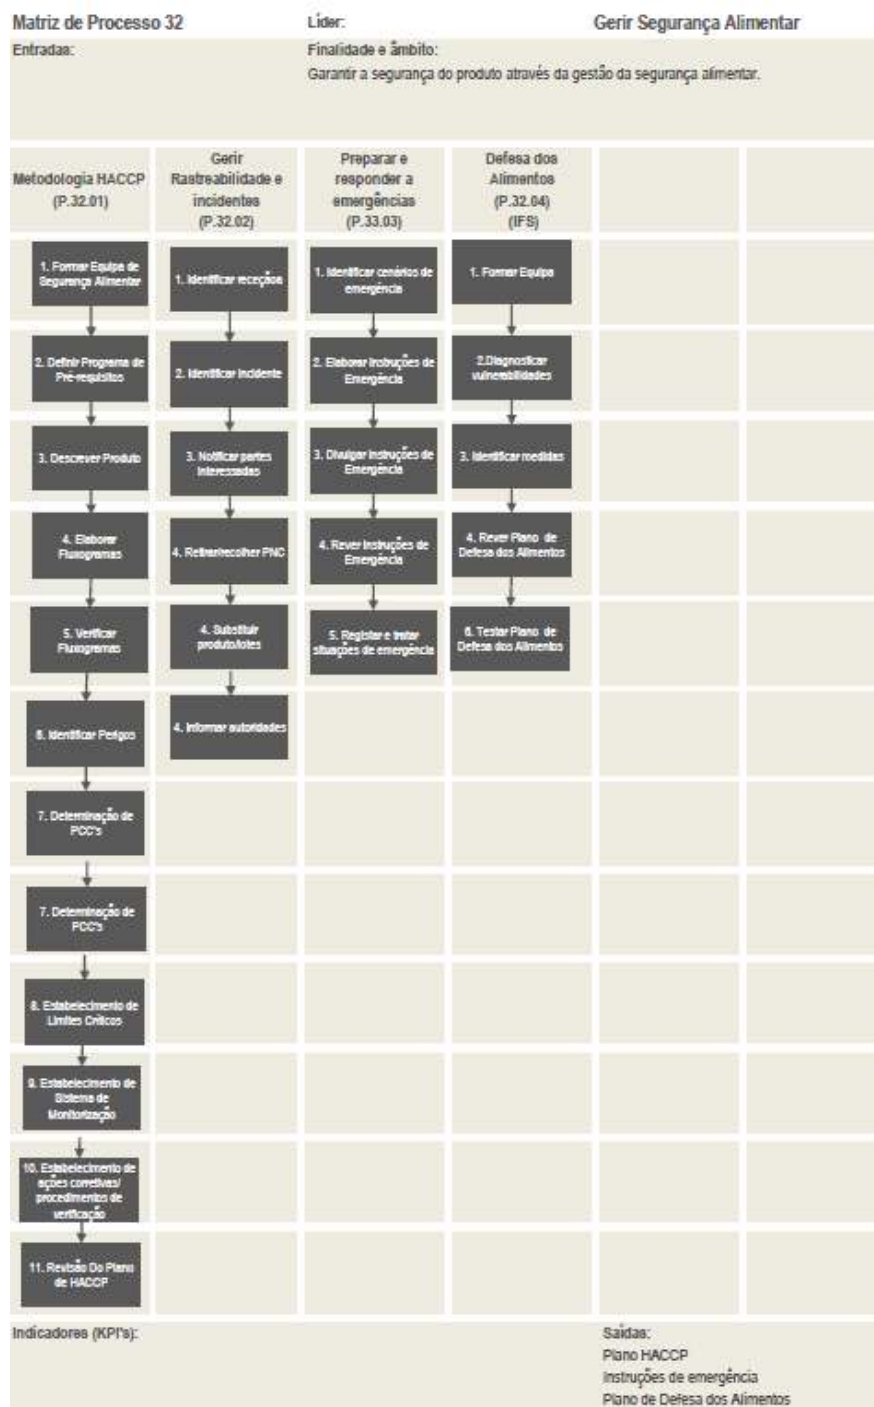 Matriz de Processo 32
Líder:
Gerir Segurança Alimentar
Entradas:
Finalidade e âmbito:
Garantir a segurança do produto através da gestão da segurança alimentar.
Metodologia HACCP
(P.32.01)
Gerir
Rastreabilidade e
incidentes
(P.32.02)
Preparar e
responder a
emergências
(P.33.03)
Defesa dos
Alimentos
(P.32.04)
(IFS)
1. Formar Equipa de
Segurança Alimentar
2. Definir Programa de
Pré-requisitos
3. Descrever Produto
4. Elaborar
Fluxogramas
5. Verificar
Fluxogramas
6. Identificar Perigos
7. Determinação de
PCC's
7. Determinação de
PCC's
8. Estabelecimento de
Limites Críticos
9. Estabelecimento de
Sistema de
Monitorização
10. Estabelecimento de
ações corretivas/
procedimentos de
verificação
11. Revisão Do Plano
de HACCP
1. Identificar receções
2. Identificar Incidente
3. Notificar partes
Interessadas
4. Retirar/recolher PNC
4. Substituir
produto/lotes
4. Informar autoridades
1. Identificar cenários de
emergência
2. Elaborar Instruções de
Emergência
3. Divulgar Instruções de
Emergência
4. Rever Instruções de
Emergência
5. Registar e tratar
situações de emergência
1. Formar Equipa
2.Diagnosticar
vulnerabilidades
3. Identificar medidas
4. Rever Plano de
Defesa dos Alimentos
6. Testar Plano de
Defesa dos Alimentos
Indicadores (KPI's):
Saídas:
Plano HACCP
Instruções de emergência
Plano de Defesa dos Alimentos